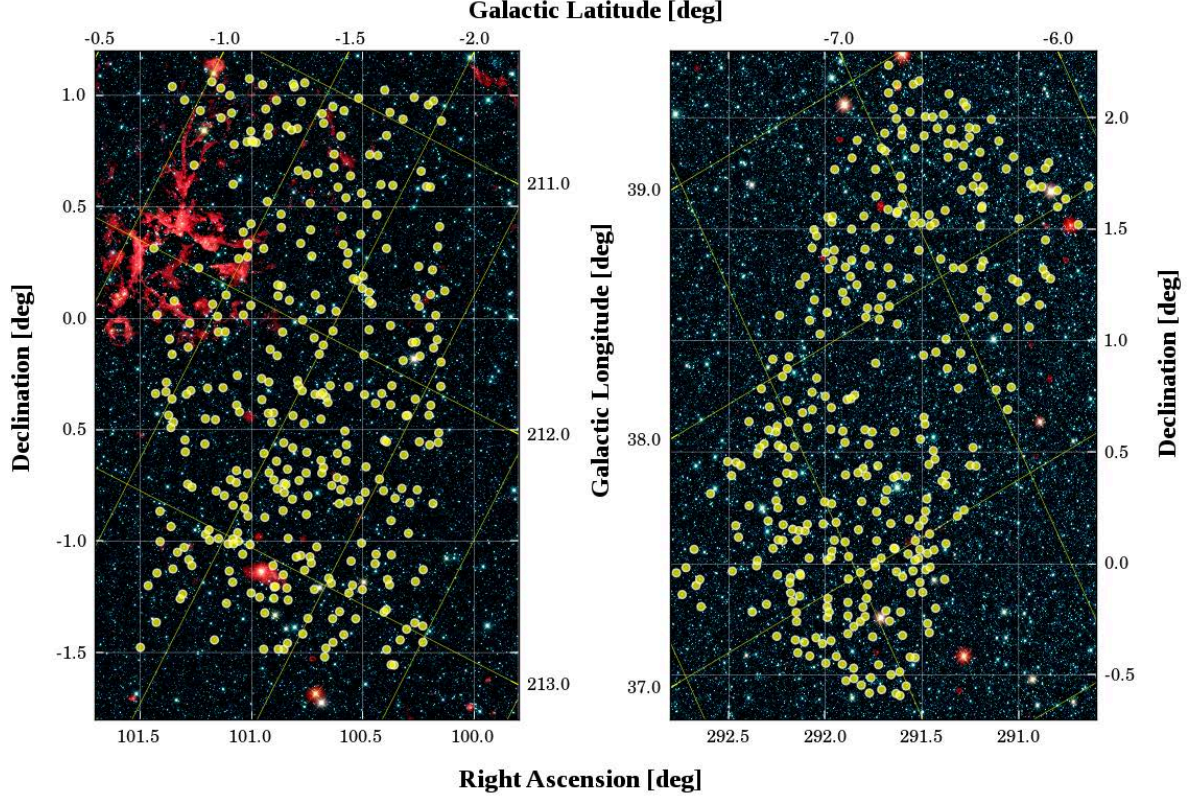 Galactic Latitude [deg]
-0.5 -1.0 -1.5 -2.0 -7.0 -6.0
1.0
0.5
0.0
0.5
-1.0
-1.5
Declination [deg]
211.0
212.0
213.0
Galactic Longitude [deg]
39.0
38.0
37.0
2.0
1.5
1.0
0.5
0.0
-0.5
Declination [deg]
101.5 101.0 100.5 100.0 292.5 292.0 291.5 291.0
Right Ascension [deg]